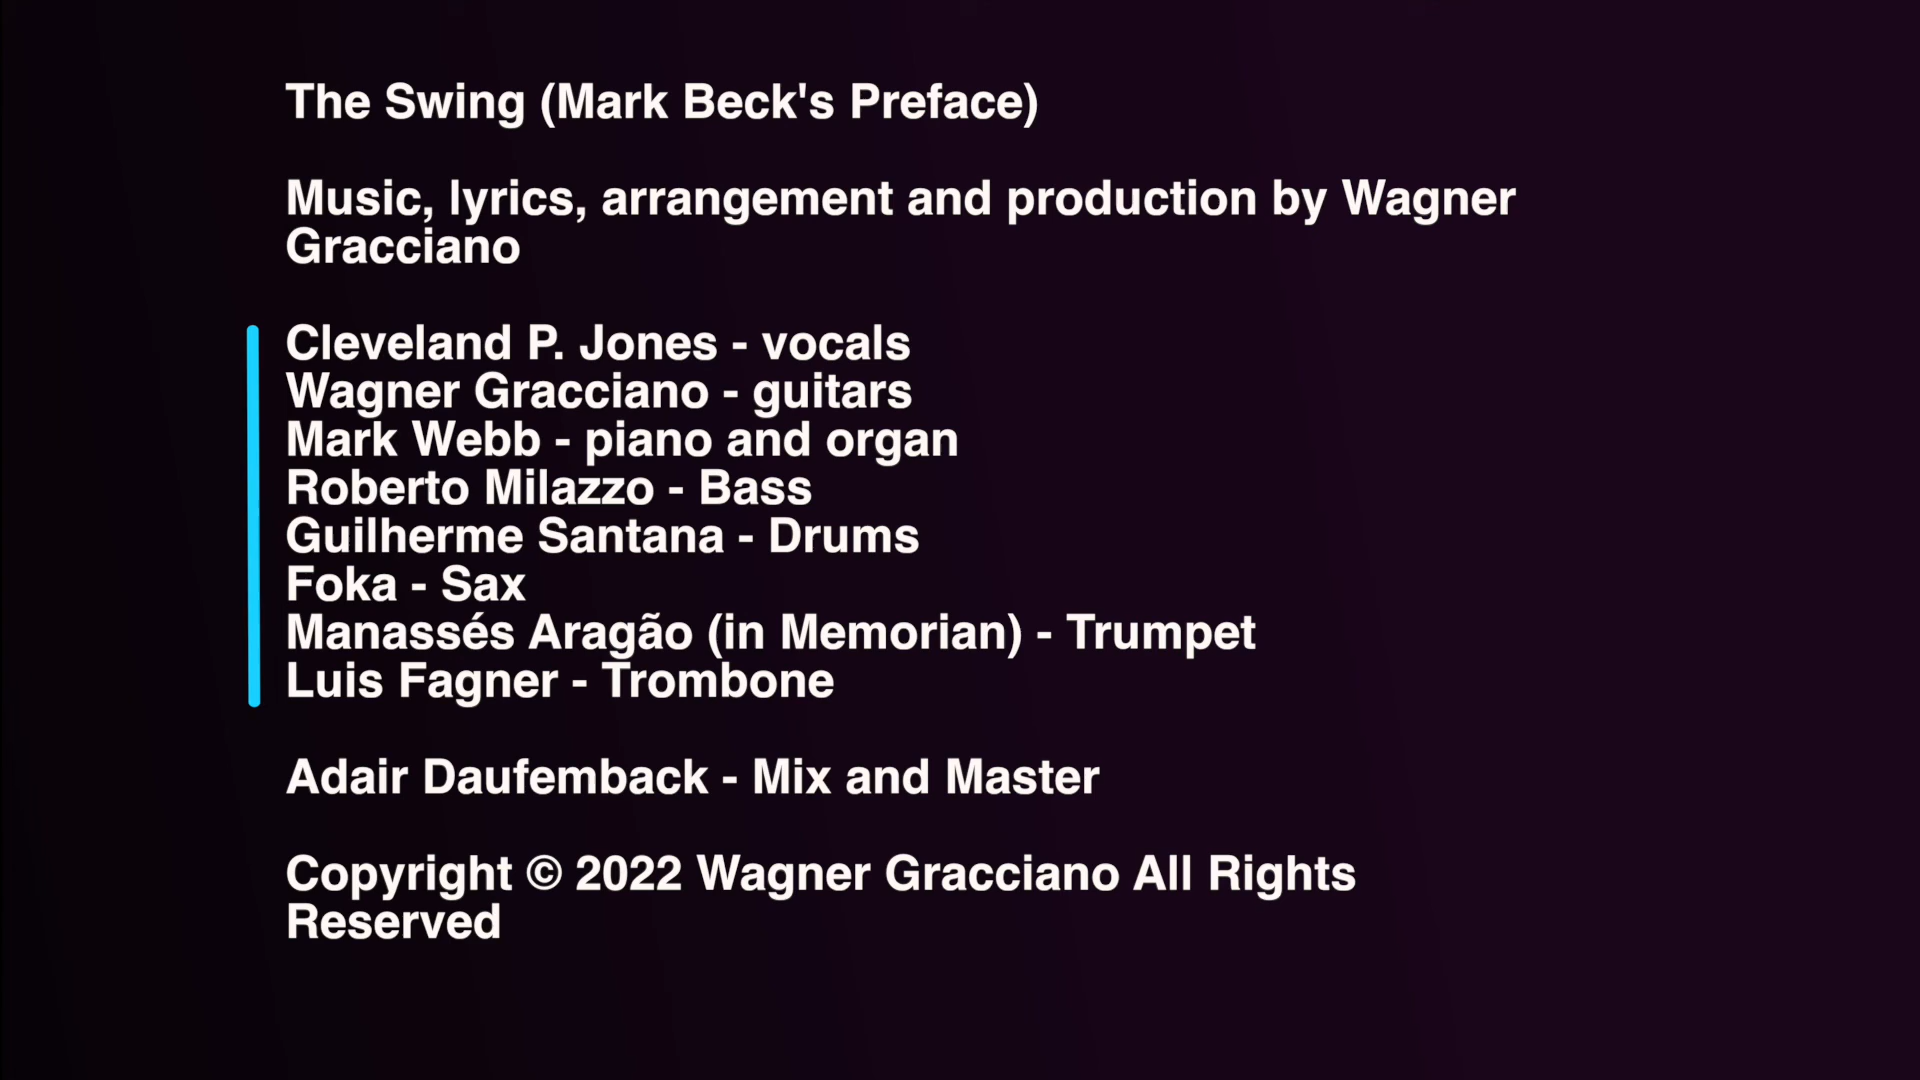 The Swing (Mark Beck's Preface)
Music, lyrics, arrangement and production by Wagner
Gracciano
Cleveland P. Jones - vocals
Wagner Gracciano - guitars
Mark Webb - piano and organ
Roberto Milazzo - Bass
Guilherme Santana - Drums
Foka - Sax
Manassés Aragão (in Memorian) - Trumpet
Luis Fagner - Trombone
Adair Daufemback - Mix and Master
Copyright © 2022 Wagner Gracciano All Rights
Reserved